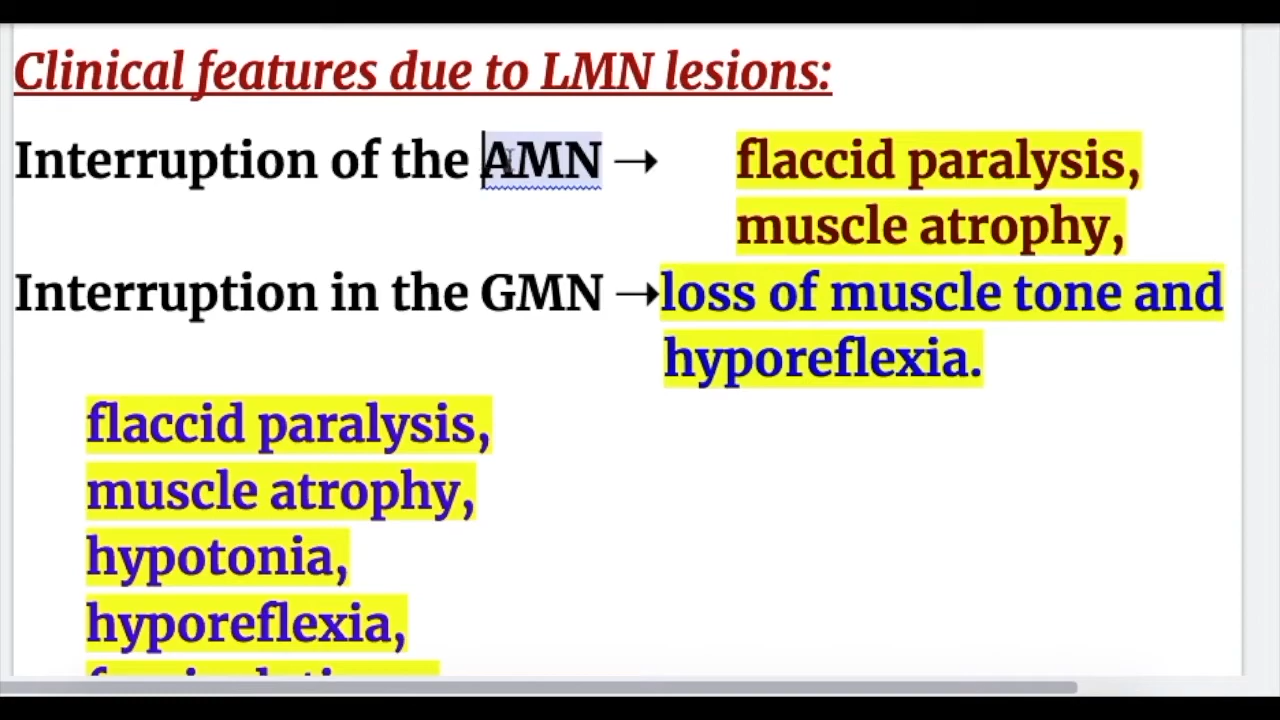 Clinical features due to LMN lesions:
Interruption of the AMN → flaccid paralysis,
muscle atrophy,
Interruption in the GMN →loss of muscle tone and
hyporeflexia.
flaccid paralysis,
muscle atrophy,
hypotonia,
hyporeflexia,